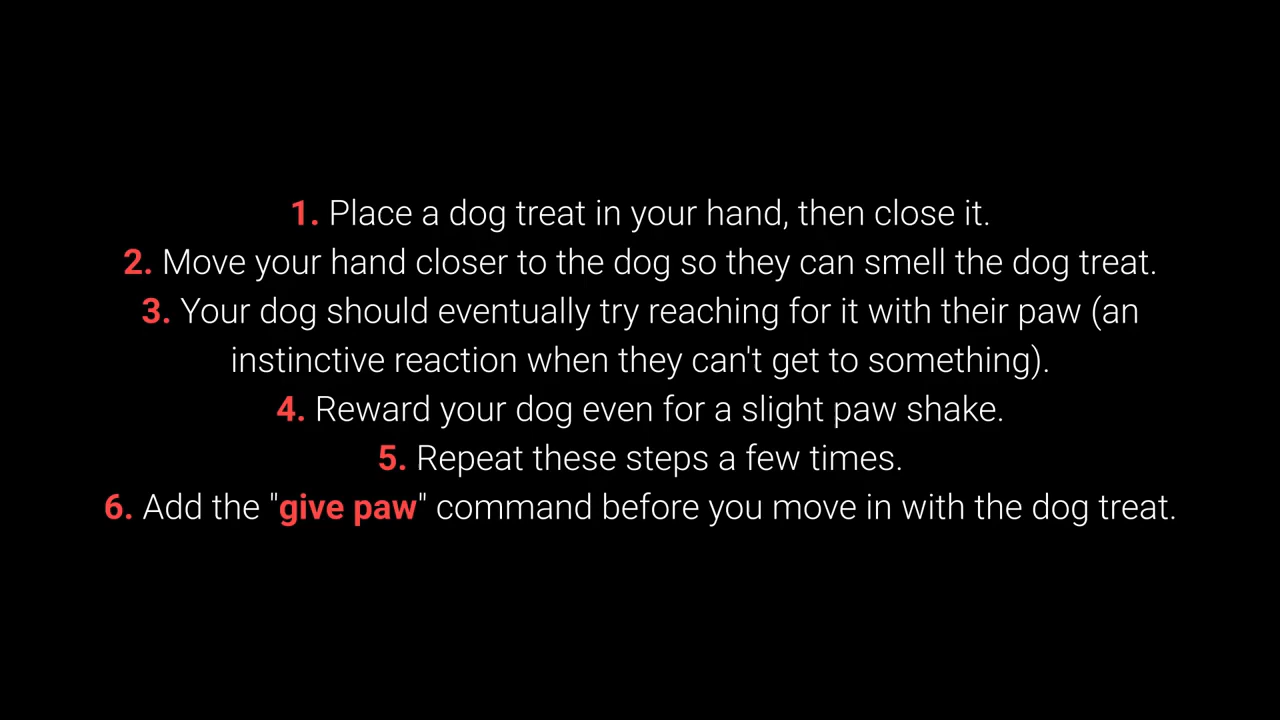 1. Place a dog treat in your hand, then close it.
2. Move your hand closer to the dog so they can smell the dog treat.
3. Your dog should eventually try reaching for it with their paw (an
instinctive reaction when they can't get to something).
4. Reward your dog even for a slight paw shake.
5. Repeat these steps a few times.
6. Add the "give paw" command before you move in with the dog treat.